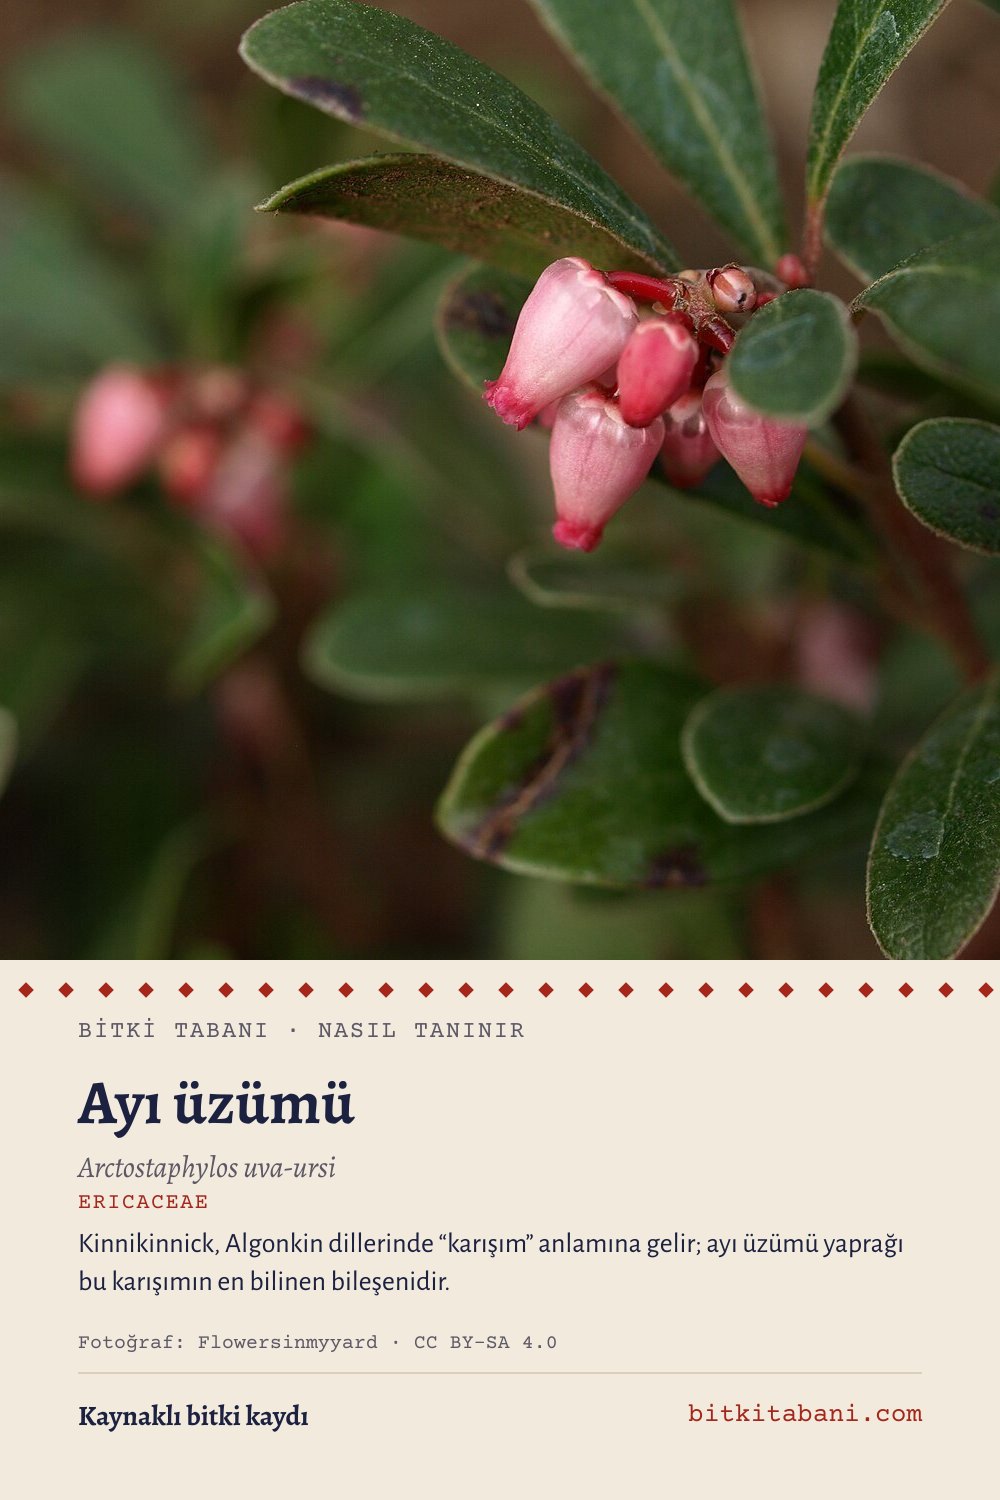 BİTKİ TABANI · NASIL TANINIR
Ayı üzümü
Arctostaphylos uva-ursi
ERICACEAE
Kinnikinnick, Algonkin dillerinde “karışım” anlamına gelir; ayı üzümü yaprağı
bu karışımın en bilinen bileşenidir.
Fotoğraf: Flowersinmyyard · CC BY-SA 4.0
Kaynaklı bitki kaydı
bitkitabani.com